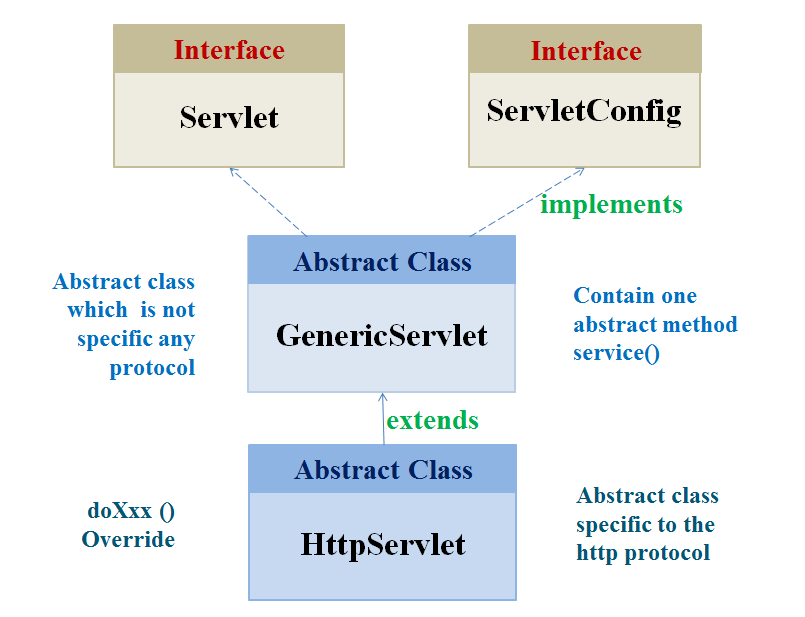 Interface
Servlet
Interface
ServletConfig
implements
Abstract Class
GenericServlet
Abstract class
which is not
specific any
protocol
Contain one
abstract method
service()
extends
Abstract Class
HttpServlet
doXxx ()
Override
Abstract class
specific to the
http protocol